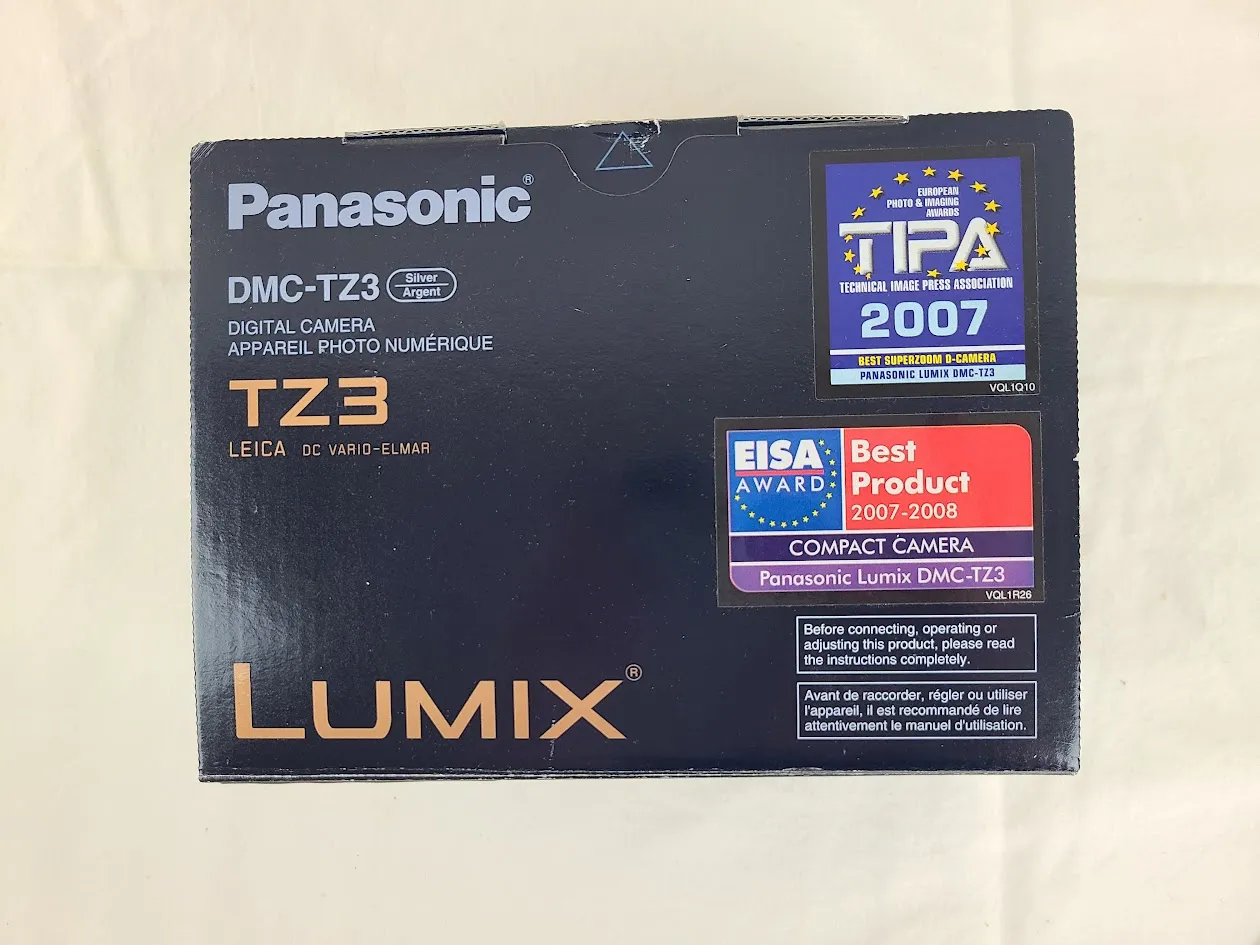 Panasonic®
DMC-TZ3 Silver
Argent
DIGITAL CAMERA
APPAREIL PHOTO NUMÉRIQUE
TZ3
LEICA DC VARIO-ELMAR
LUMIX®
EUROPEAN
PHOTO & IMAGING
AWARDS
TIPA
TECHNICAL IMAGE PRESS ASSOCIATION
2007
BEST SUPERZOOM D-CAMERA
PANASONIC LUMIX DMC-TZ3
VQL1Q10
EISA
AWARD
Best
Product
2007-2008
COMPACT CAMERA
Panasonic Lumix DMC-TZ3
VQL1R26
Before connecting, operating or
adjusting this product, please read
the instructions completely.
Avant de raccorder, régler ou utiliser
l'appareil, il est recommandé de lire
attentivement le manuel d'utilisation.